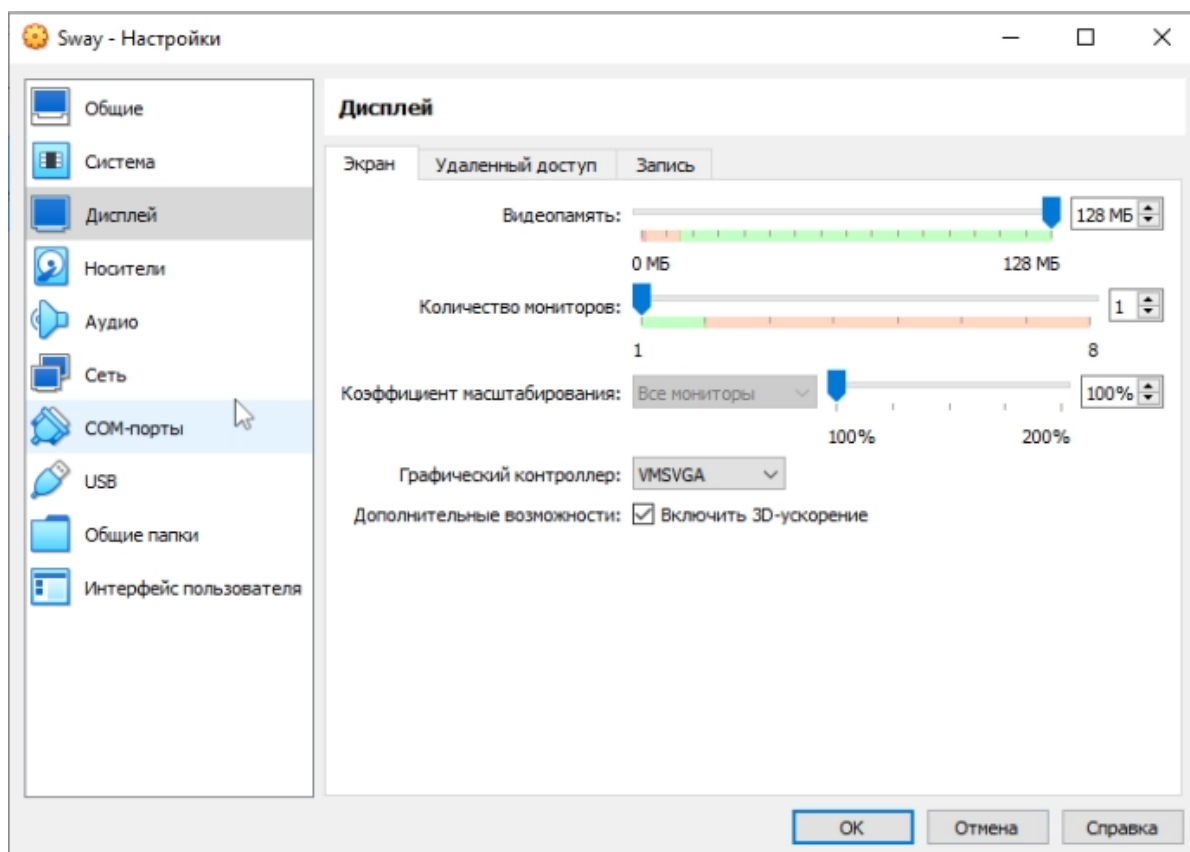 Sway - Настройки
Общие
Система
Дисплей
Носители
Аудио
Сеть
COM-порты
USB
Общие папки
Интерфейс пользователя
Дисплей
Экран Удаленный доступ Запись
Видеопамять: 128 МБ
0 МБ 128 МБ
Количество мониторов: 1
1 8
Коэффициент масштабирования: Все мониторы 100%
100% 200%
Графический контроллер: VMSVGA
Дополнительные возможности: Включить 3D-ускорение
OK Отмена Справка